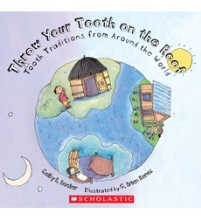 Throw Your Tooth on the Roof
Tooth Traditions from Around the World
Selby B. Beeler
Illustrated by G. Brian Karas
SCHOLASTIC